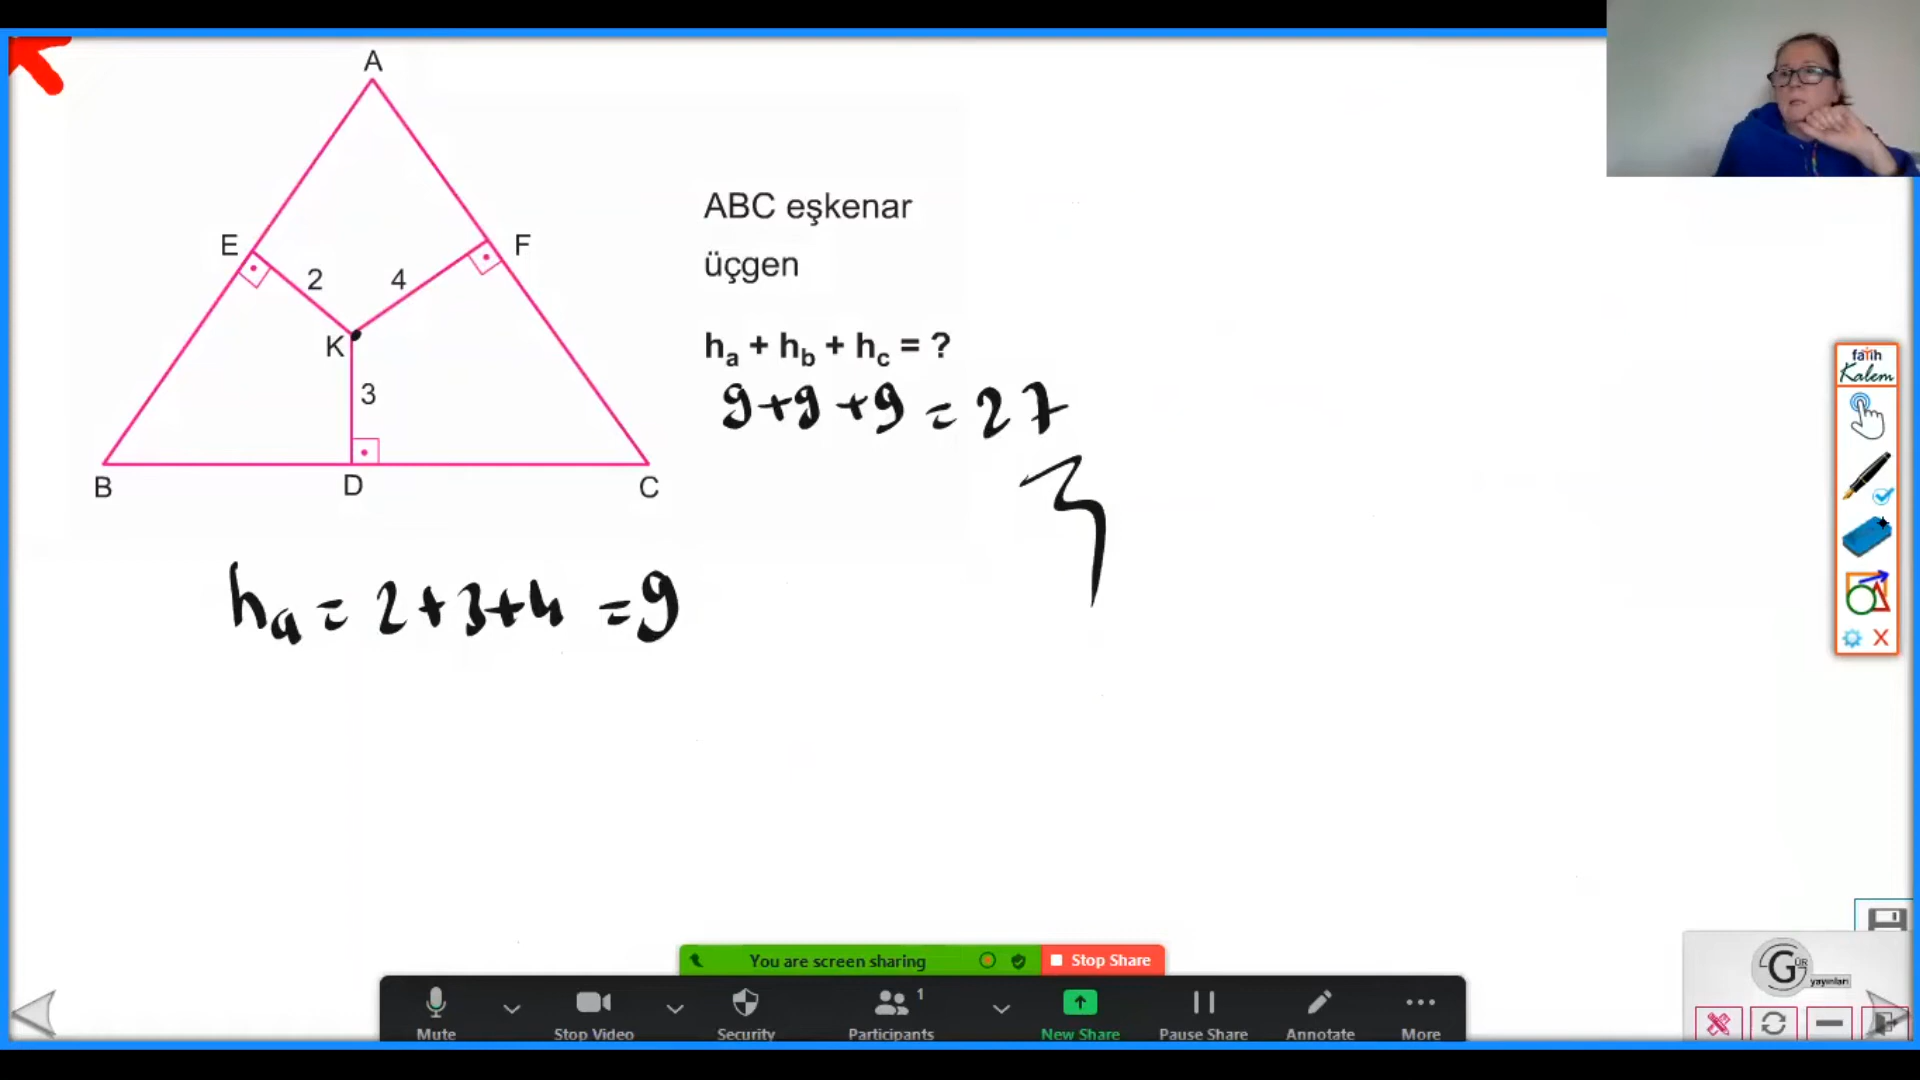 A
E
F
2
4
K
3
B
D
C
ABC eşkenar
üçgen
ha + hb + hc = ?
9+9+9=27
ha = 2+3+4 = 9
fatih
Kalem
GÜR
yayınları
You are screen sharing
Stop Share
Mute
Stop Video
Security
Participants
1
New Share
Pause Share
Annotate
More